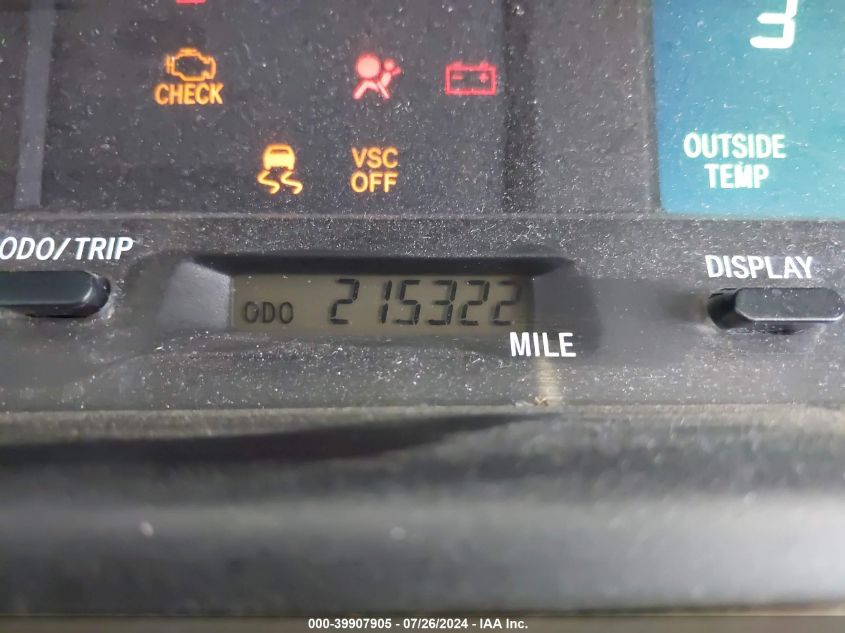 3
CHECK
OUTSIDE
TEMP
VSC
OFF
ODO/TRIP
DISPLAY
ODO 215322
MILE
000-39907905 - 07/26/2024 - IAA Inc.